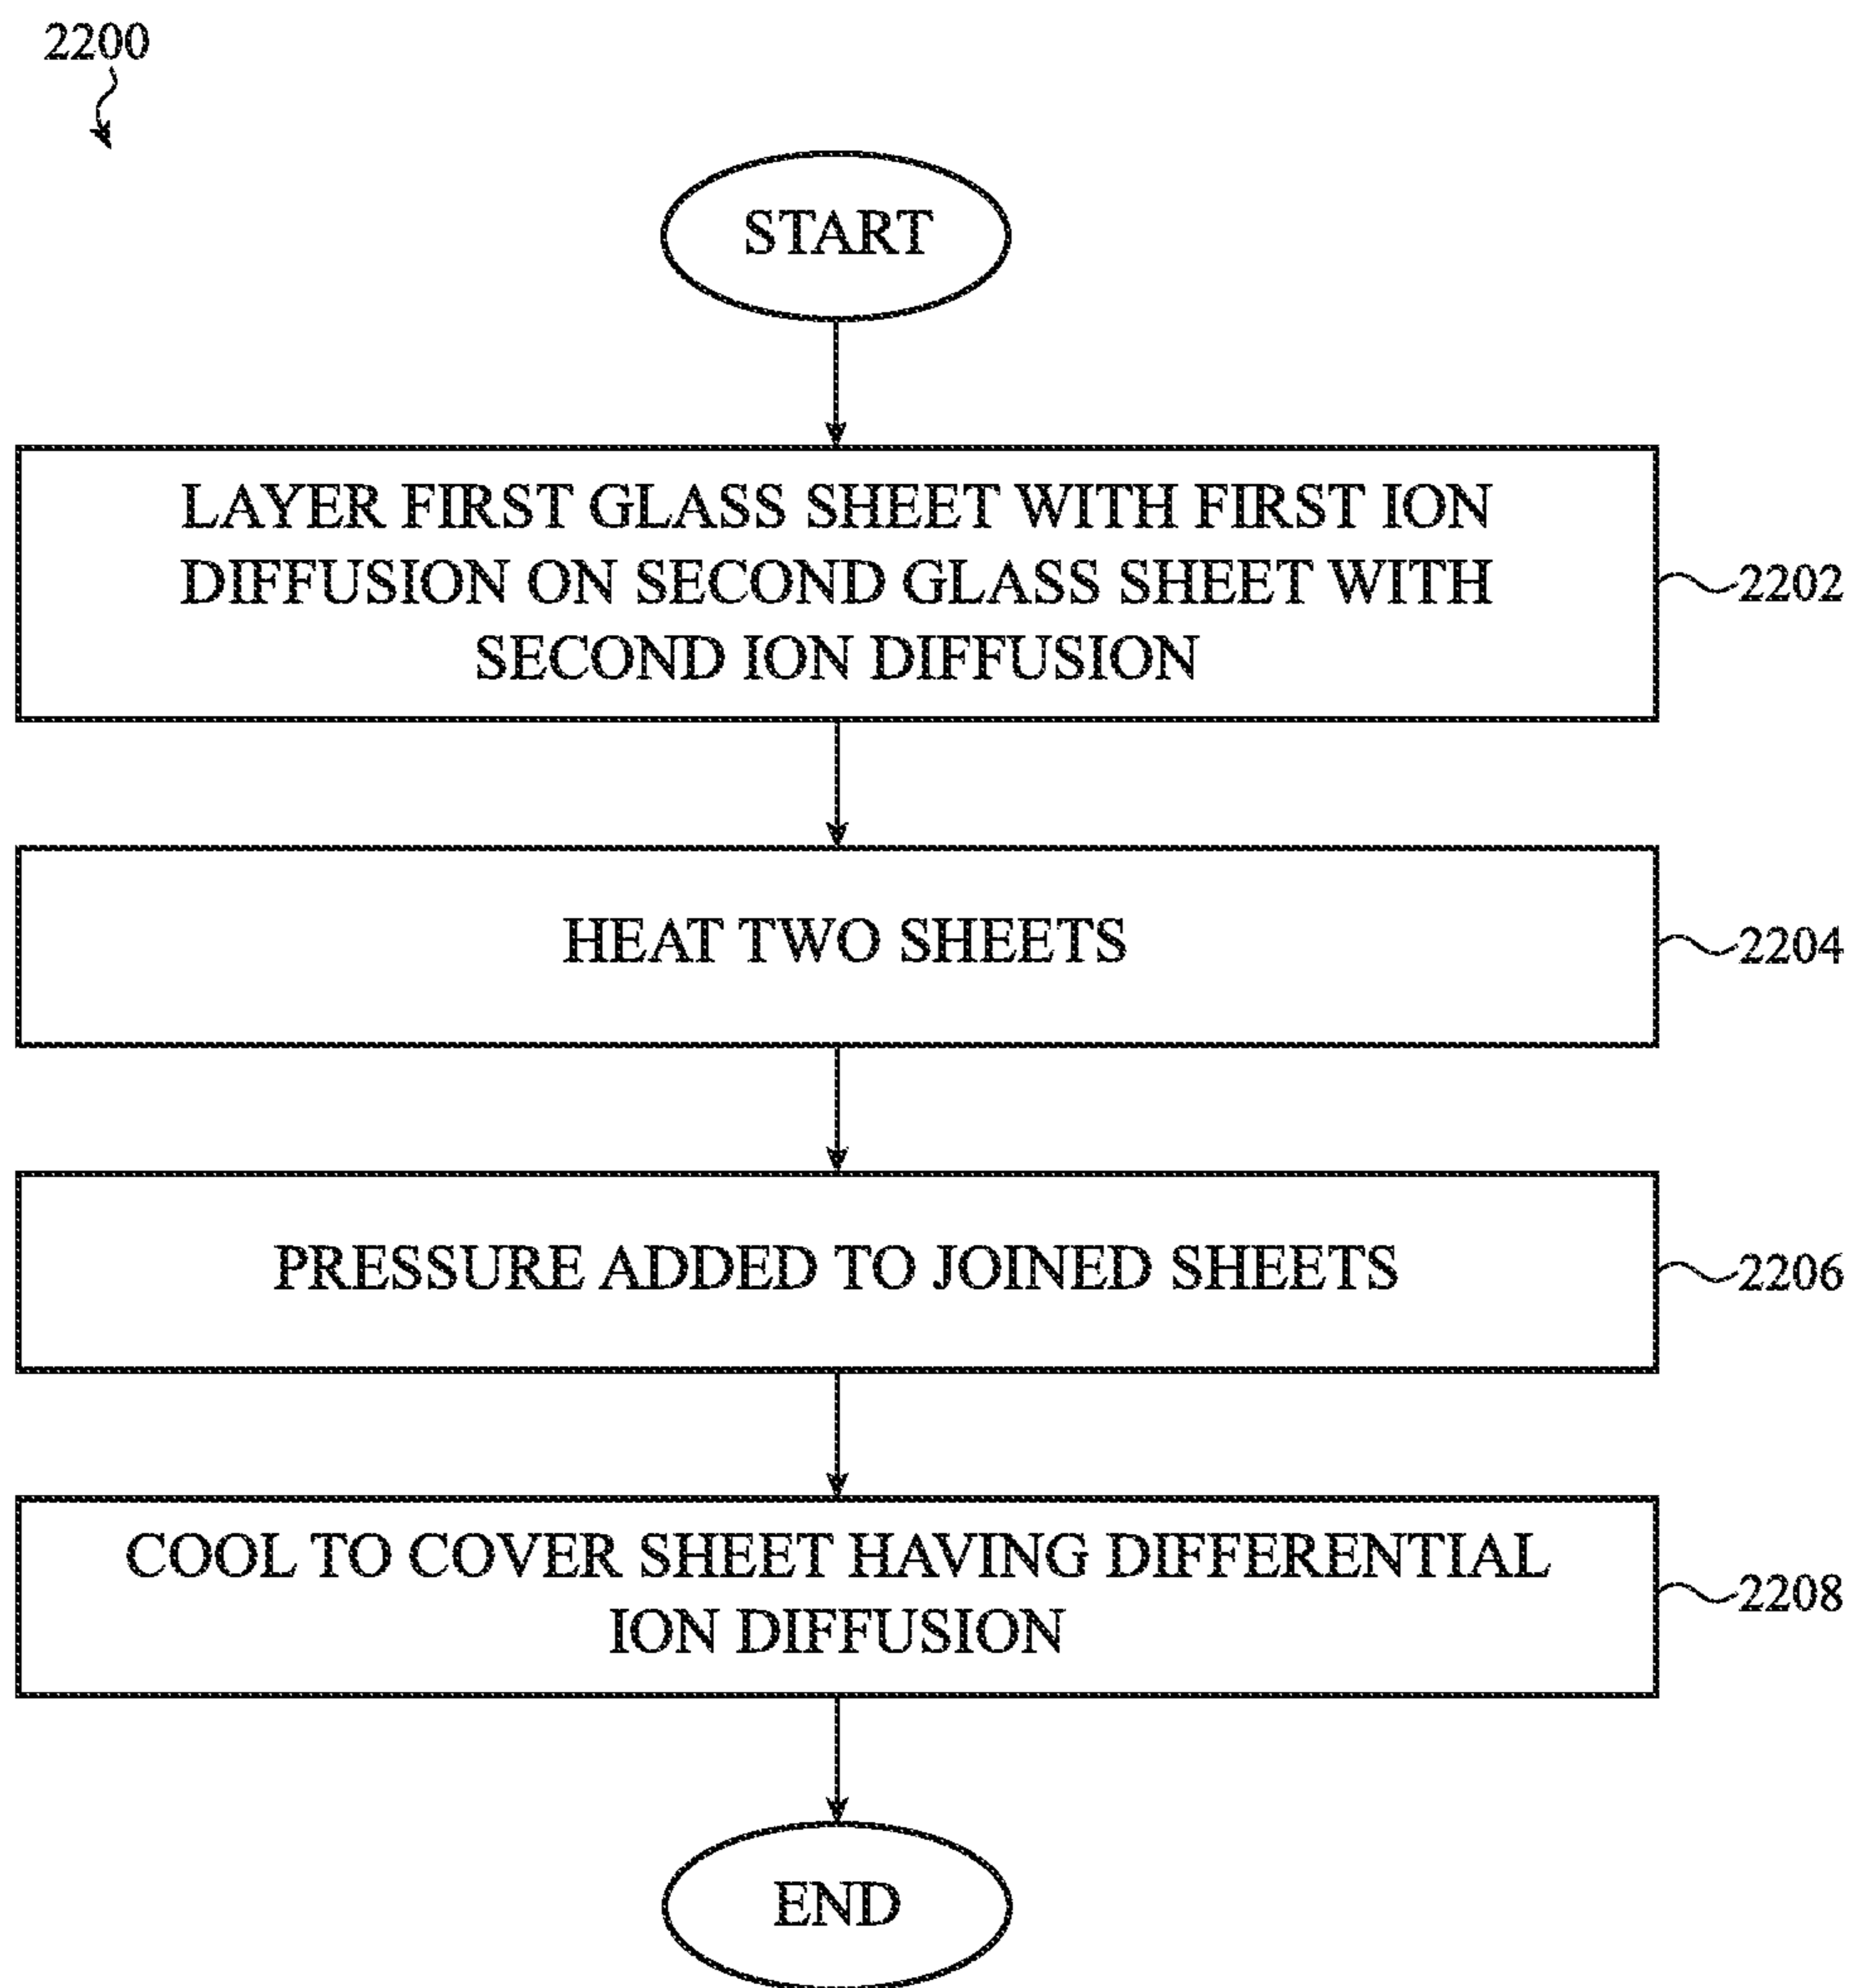 2200
START
LAYER FIRST GLASS SHEET WITH FIRST ION
DIFFUSION ON SECOND GLASS SHEET WITH
SECOND ION DIFFUSION
2202
HEAT TWO SHEETS
2204
PRESSURE ADDED TO JOINED SHEETS
2206
COOL TO COVER SHEET HAVING DIFFERENTIAL
ION DIFFUSION
2208
END